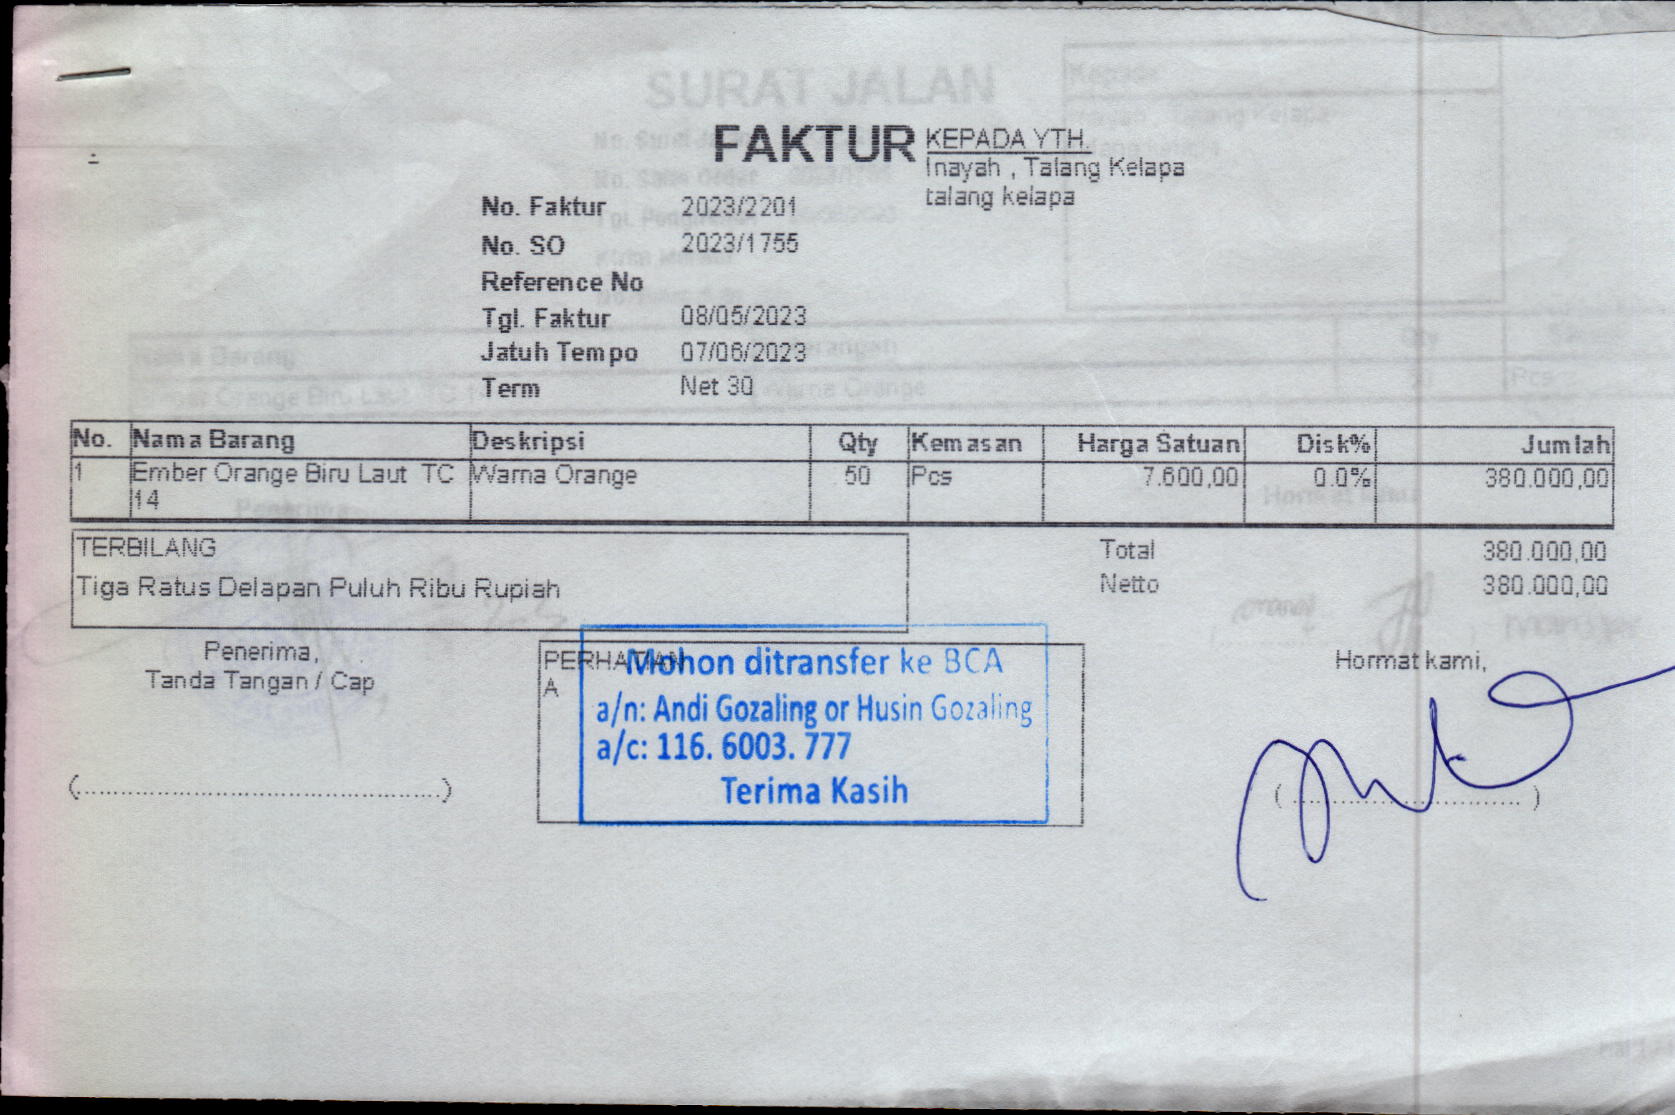 FAKTUR
KEPADA YTH.
Inayah , Talang Kelapa
talang kelapa
No. Faktur 2023/2201
No. SO 2023/1755
Reference No
Tgl. Faktur 08/05/2023
Jatuh Tempo 07/06/2023
Term Net 30
No. Nama Barang Deskripsi Qty Kemasan Harga Satuan Disk% Jumlah
1 Ember Orange Biru Laut TC Warna Orange 50 Pcs 7.600,00 0.0% 380.000,00
14
TERBILANG
Tiga Ratus Delapan Puluh Ribu Rupiah
Total 380.000,00
Netto 380.000,00
Penerima,
Tanda Tangan / Cap
(..............................................)
PERHATIAN
A
Mohon ditransfer ke BCA
a/n: Andi Gozaling or Husin Gozaling
a/c: 116. 6003. 777
Terima Kasih
Hormat kami,
( ............................. )
SURAT JALAN